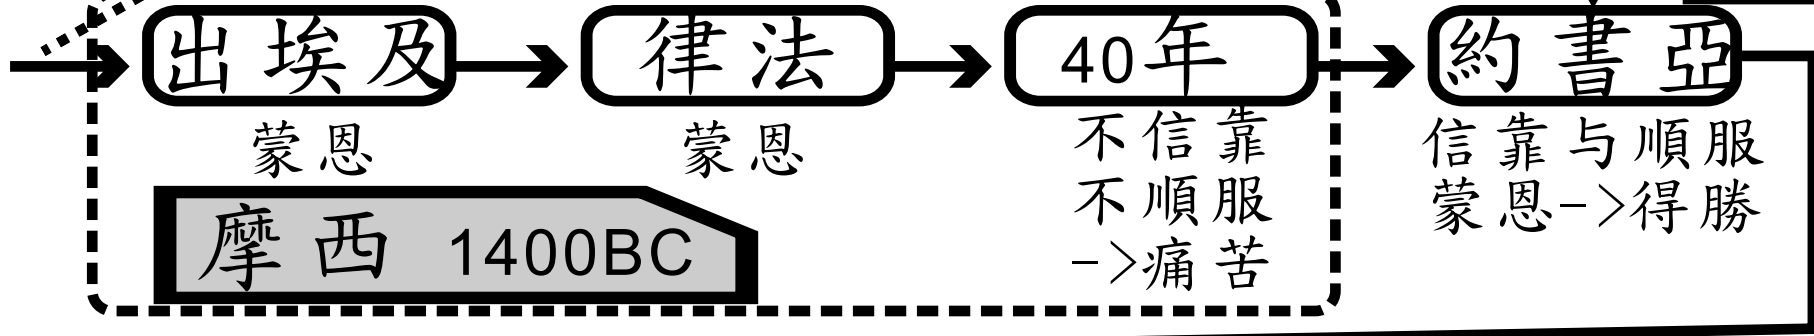 出埃及
律法
40年
約書亞
蒙恩
蒙恩
不信靠
不順服
->痛苦
信靠与順服
蒙恩->得勝
摩西 1400BC